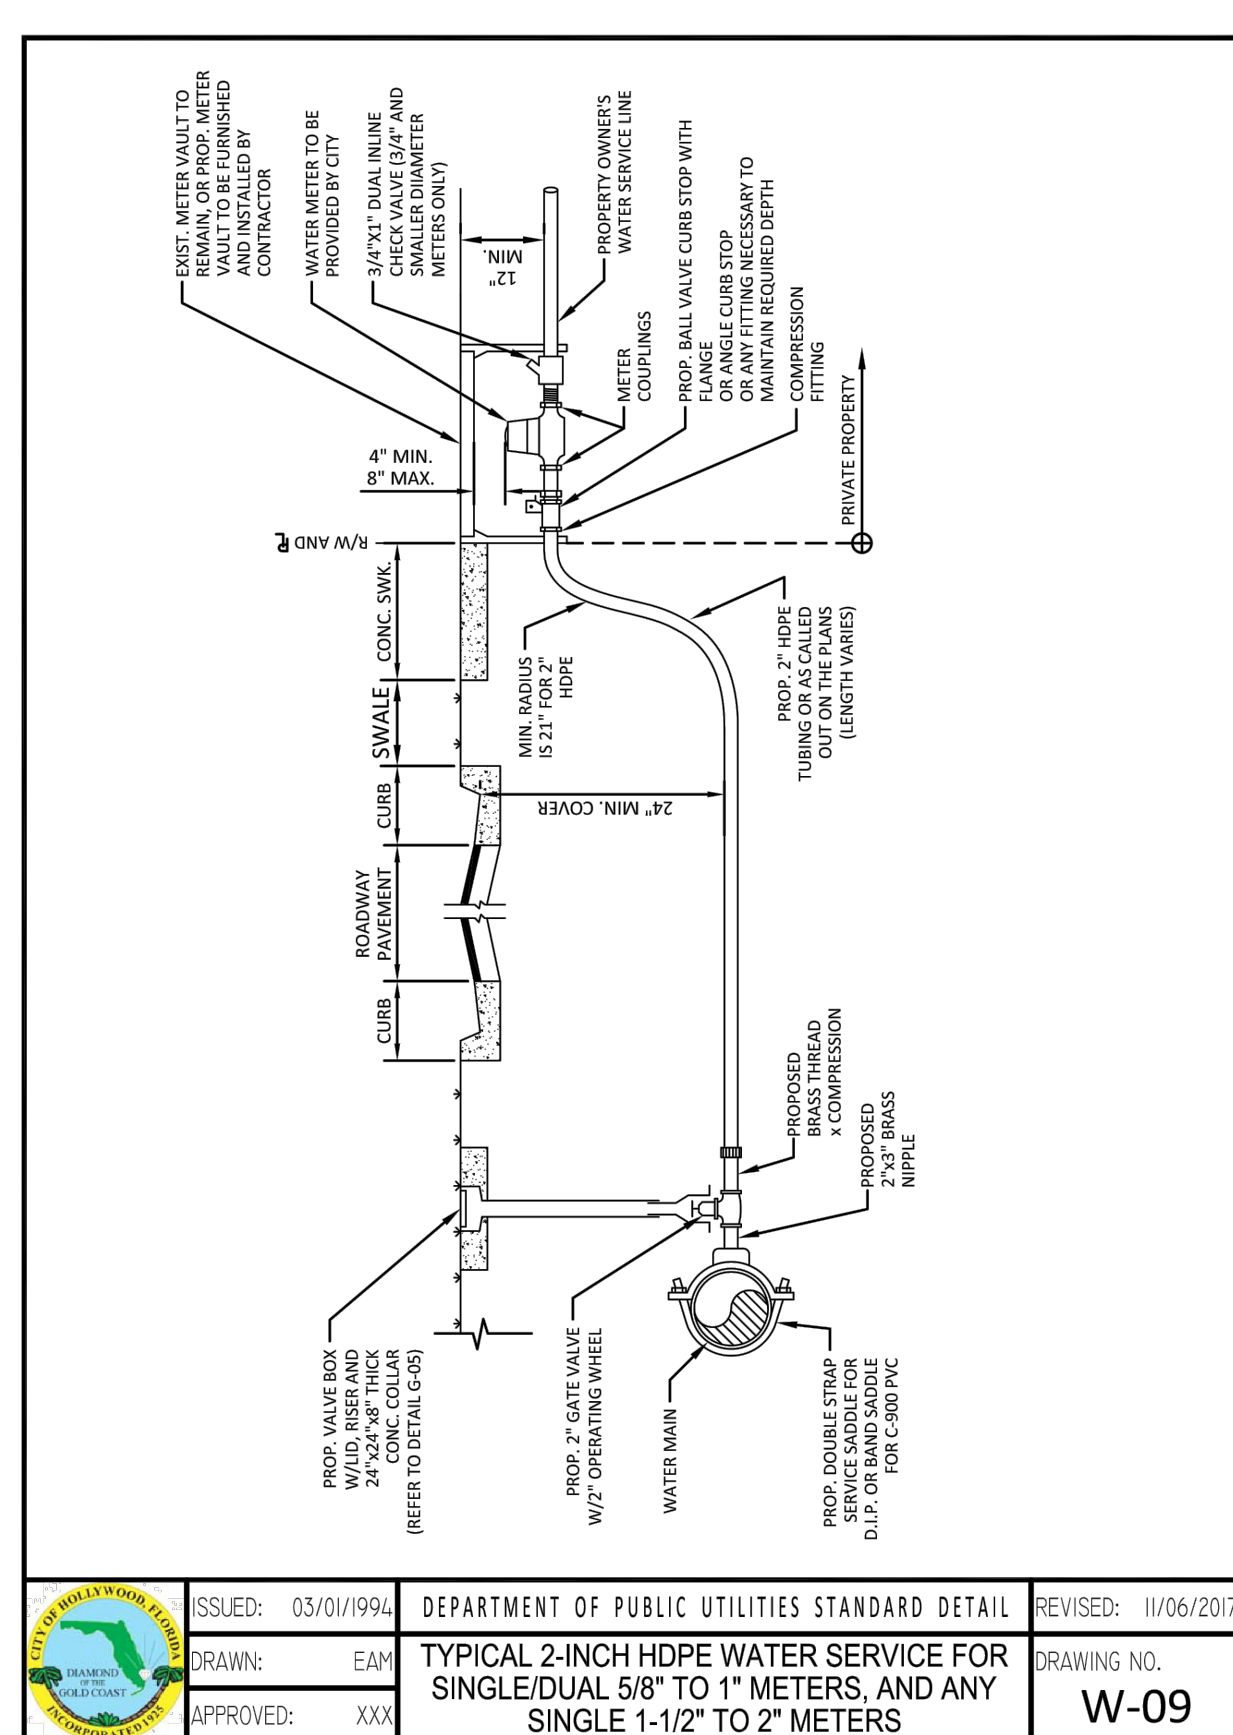 EXIST. METER VAULT TO
REMAIN, OR PROP. METER
VAULT TO BE FURNISHED
AND INSTALLED BY
CONTRACTOR
WATER METER TO BE
PROVIDED BY CITY
3/4"X1" DUAL INLINE
CHECK VALVE (3/4" AND
SMALLER DIIAMETER
METERS ONLY)
12"
MIN.
PROPERTY OWNER'S
WATER SERVICE LINE
METER
COUPLINGS
PROP. BALL VALVE CURB STOP WITH
FLANGE
OR ANGLE CURB STOP
OR ANY FITTING NECESSARY TO
MAINTAIN REQUIRED DEPTH
COMPRESSION
FITTING
PRIVATE PROPERTY
4" MIN.
8" MAX.
R/W AND PL
CONC. SWK.
SWALE
CURB
ROADWAY
PAVEMENT
CURB
MIN. RADIUS
IS 21" FOR 2"
HDPE
24" MIN. COVER
PROP. 2" HDPE
TUBING OR AS CALLED
OUT ON THE PLANS
(LENGTH VARIES)
PROPOSED
BRASS THREAD
x COMPRESSION
PROPOSED
2"x3" BRASS
NIPPLE
PROP. VALVE BOX
W/LID, RISER AND
24"x24"x8" THICK
CONC. COLLAR
(REFER TO DETAIL G-05)
PROP. 2" GATE VALVE
W/2" OPERATING WHEEL
WATER MAIN
PROP. DOUBLE STRAP
SERVICE SADDLE FOR
D.I.P. OR BAND SADDLE
FOR C-900 PVC
CITY OF HOLLYWOOD, FLORIDA
DIAMOND
OF THE
GOLD COAST
INCORPORATED 1925
ISSUED: 03/01/1994
DRAWN: EAM
APPROVED: XXX
DEPARTMENT OF PUBLIC UTILITIES STANDARD DETAIL
TYPICAL 2-INCH HDPE WATER SERVICE FOR
SINGLE/DUAL 5/8" TO 1" METERS, AND ANY
SINGLE 1-1/2" TO 2" METERS
REVISED: 11/06/2017
DRAWING NO.
W-09